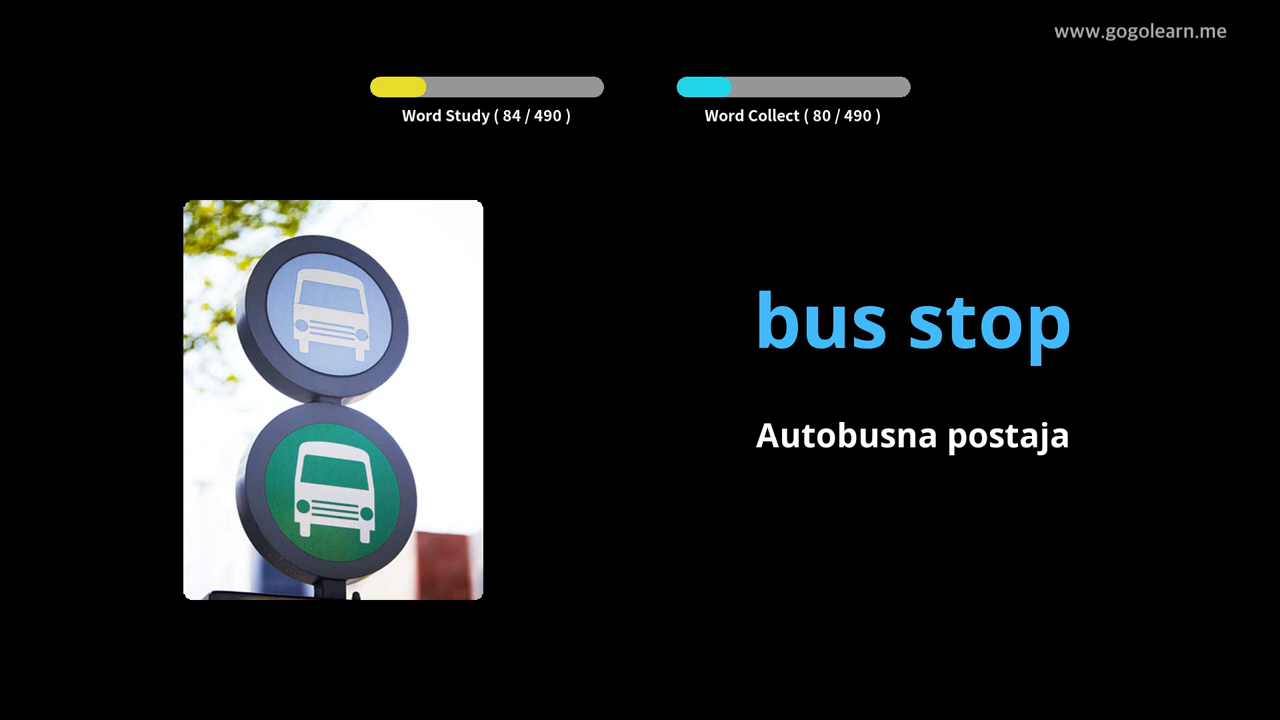 www.gogolearn.me
Word Study ( 84 / 490 )
Word Collect ( 80 / 490 )
bus stop
Autobusna postaja